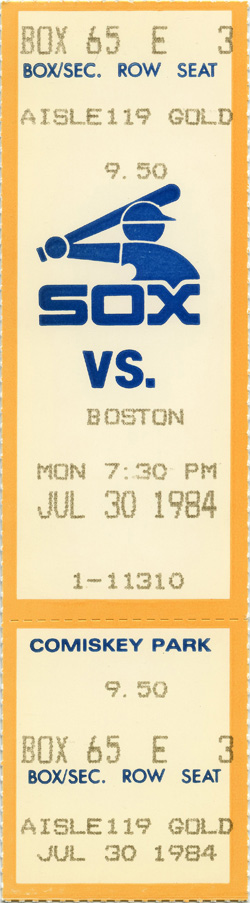 BOX 65 E 3
BOX/SEC. ROW SEAT
AISLE119 GOLD
9.50
SOX
VS.
BOSTON
MON 7:30 PM
JUL 30 1984
1-11310
COMISKEY PARK
9.50
BOX 65 E 3
BOX/SEC. ROW SEAT
AISLE119 GOLD
JUL 30 1984